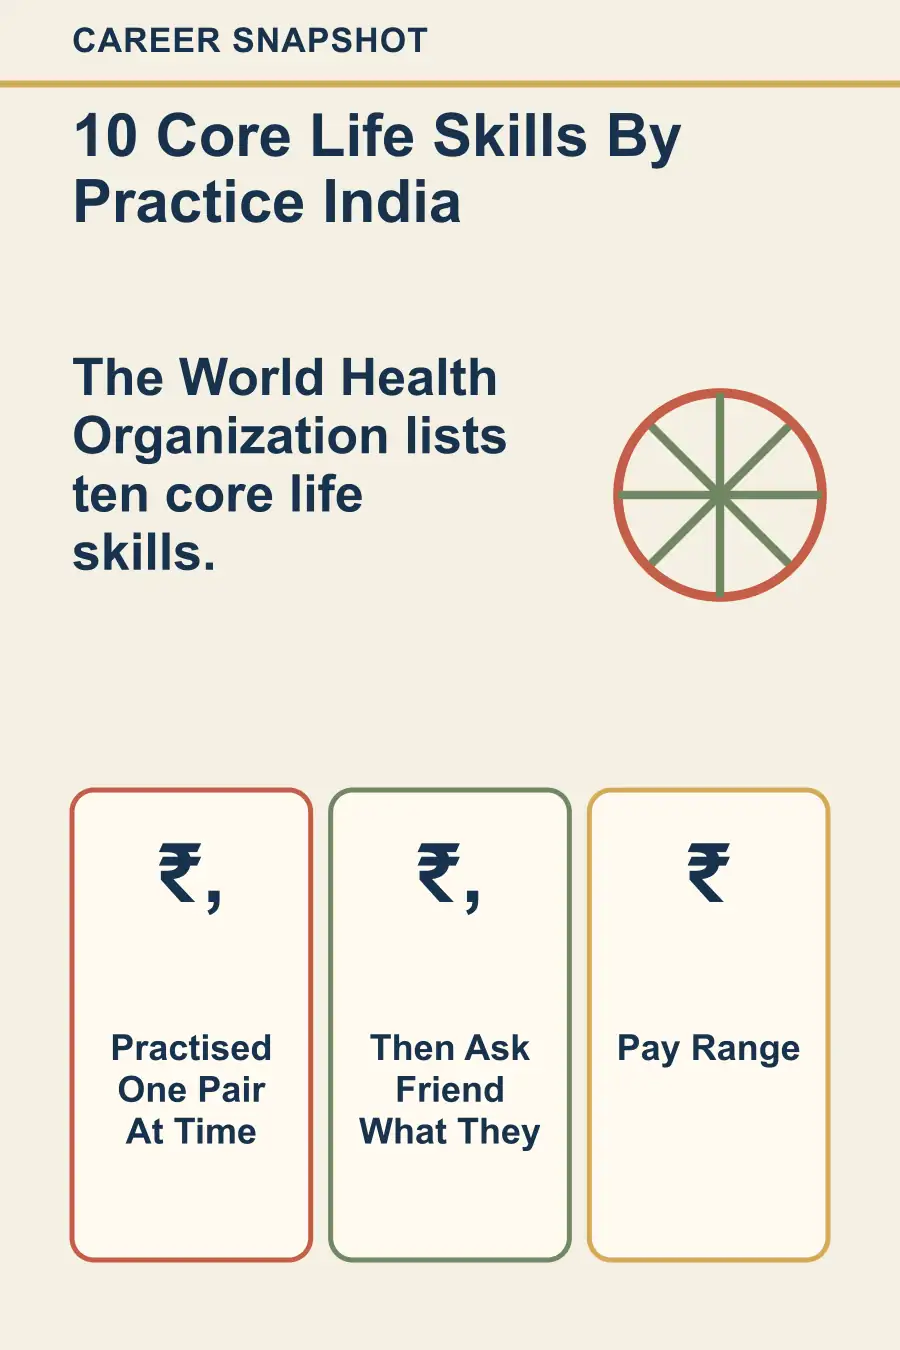 CAREER SNAPSHOT
10 Core Life Skills By
Practice India
The World Health
Organization lists
ten core life
skills.
₹,
Practised
One Pair
At Time
₹,
Then Ask
Friend
What They
₹
Pay Range